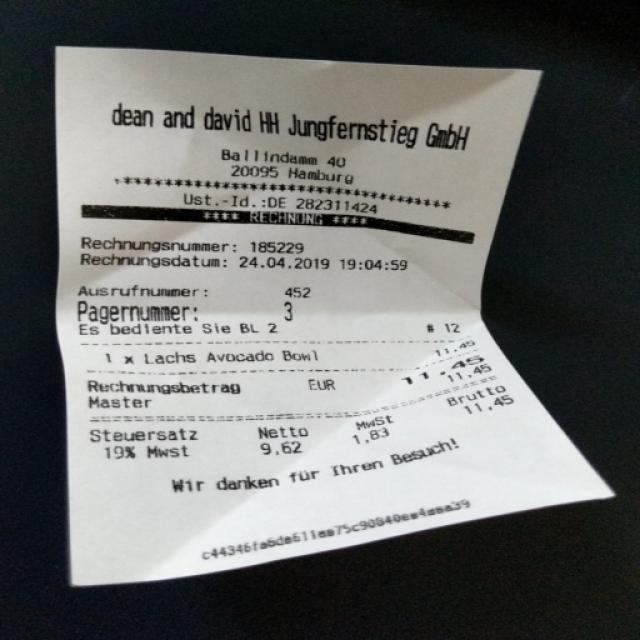 dean and david HH Jungfernstieg GmbH
Ballindamm 40
20095 Hamburg
****************************************
Ust.-Id.:DE 282311424
**** RECHNUNG ****
Rechnungsnummer: 185229
Rechnungsdatum: 24.04.2019 19:04:59
Ausrufnummer: 452
Pagernummer: 3
Es bediente Sie BL 2 # 12
1 x Lachs Avocado Bowl 11.45
Rechnungsbetrag EUR 11.45
Master 11.45
Steuersatz Netto MwSt Brutto
19% Mwst 9,62 1,83 11,45
Wir danken für Ihren Besuch!